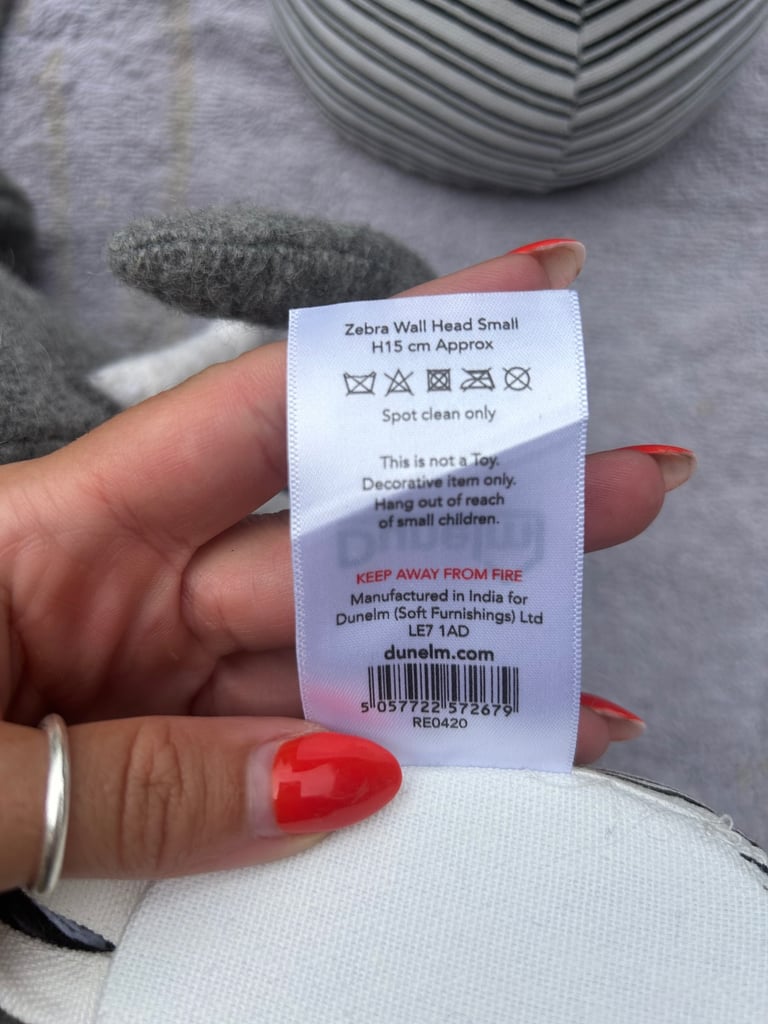 Zebra Wall Head Small
H15 cm Approx
Spot clean only
This is not a Toy.
Decorative item only.
Hang out of reach
of small children.
KEEP AWAY FROM FIRE
Manufactured in India for
Dunelm (Soft Furnishings) Ltd
LE7 1AD
dunelm.com
5 057722 572679
RE0420